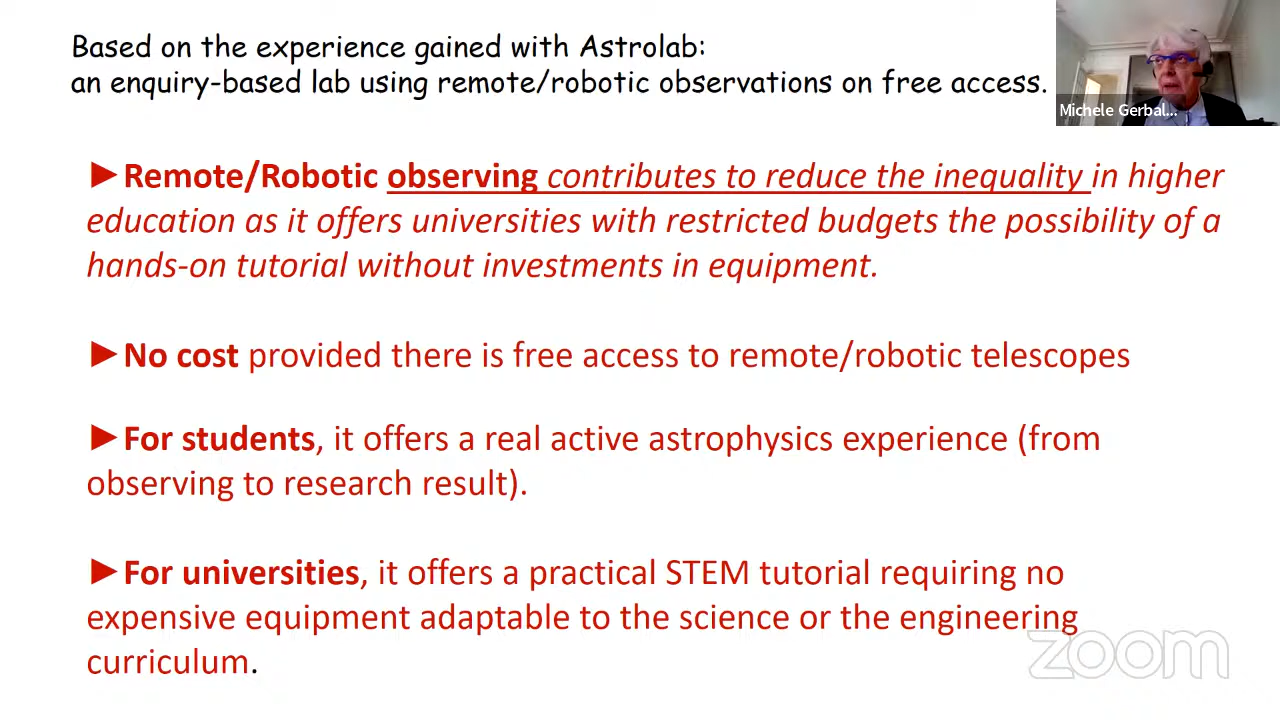 Based on the experience gained with Astrolab:
an enquiry-based lab using remote/robotic observations on free access.
Michele Gerbal...
►Remote/Robotic observing contributes to reduce the inequality in higher
education as it offers universities with restricted budgets the possibility of a
hands-on tutorial without investments in equipment.
►No cost provided there is free access to remote/robotic telescopes
►For students, it offers a real active astrophysics experience (from
observing to research result).
►For universities, it offers a practical STEM tutorial requiring no
expensive equipment adaptable to the science or the engineering
curriculum.
zoom